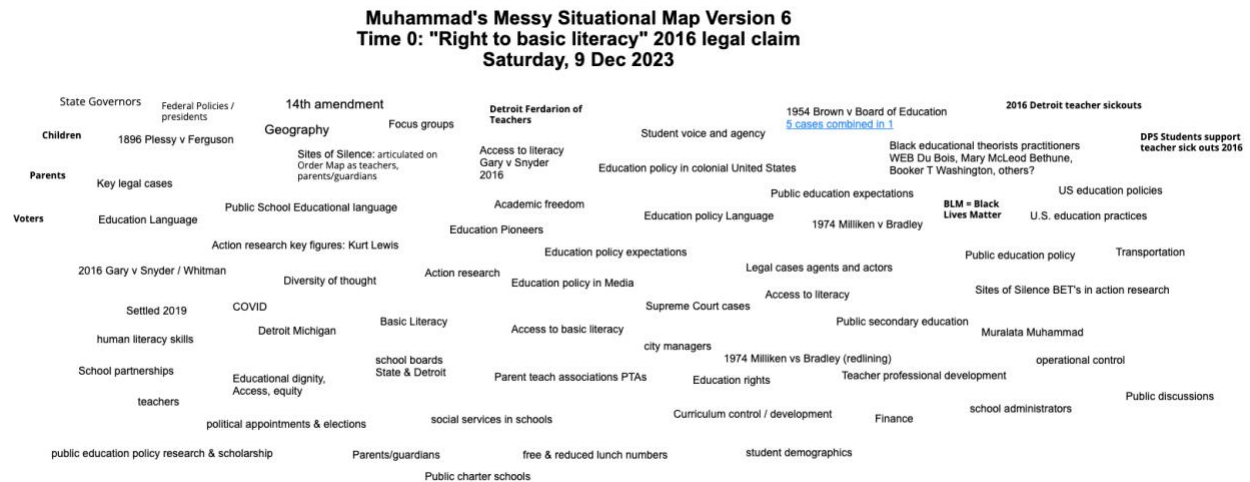 Muhammad's Messy Situational Map Version 6
Time 0: "Right to basic literacy" 2016 legal claim
Saturday, 9 Dec 2023
State Governors
Federal Policies /
presidents
14th amendment
Detroit Ferdarion of
Teachers
1954 Brown v Board of Education
5 cases combined in 1
2016 Detroit teacher sickouts
Children
1896 Plessy v Ferguson
Geography
Focus groups
Student voice and agency
DPS Students support
teacher sick outs 2016
Sites of Silence: articulated on
Order Map as teachers,
parents/guardians
Access to literacy
Gary v Snyder
2016
Education policy in colonial United States
Black educational theorists practitioners
WEB Du Bois, Mary McLeod Bethune,
Booker T Washington, others?
Parents
Key legal cases
Public education expectations
US education policies
Public School Educational language
Academic freedom
BLM = Black
Lives Matter
Voters
Education Language
Education policy Language
1974 Milliken v Bradley
U.S. education practices
Education Pioneers
Action research key figures: Kurt Lewis
Education policy expectations
Public education policy
Transportation
2016 Gary v Snyder / Whitman
Diversity of thought
Action research
Education policy in Media
Legal cases agents and actors
Sites of Silence BET's in action research
Settled 2019
COVID
Supreme Court cases
Access to literacy
human literacy skills
Detroit Michigan
Basic Literacy
Access to basic literacy
Public secondary education
Muralata Muhammad
city managers
School partnerships
school boards
State & Detroit
1974 Milliken vs Bradley (redlining)
operational control
Educational dignity,
Access, equity
Parent teach associations PTAs
Education rights
Teacher professional development
teachers
Public discussions
political appointments & elections
social services in schools
Curriculum control / development
Finance
school administrators
public education policy research & scholarship
Parents/guardians
free & reduced lunch numbers
student demographics
Public charter schools